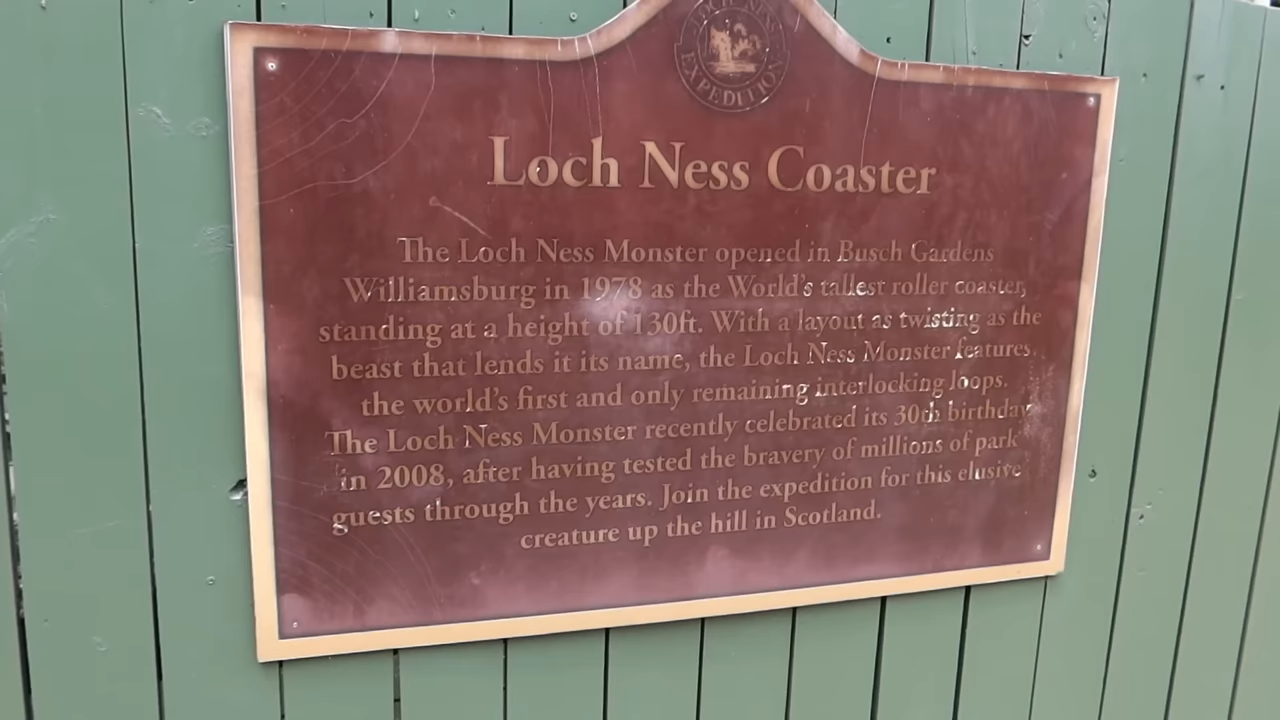 LOCH NESS
EXPEDITION
Loch Ness Coaster
The Loch Ness Monster opened in Busch Gardens
Williamsburg in 1978 as the World's tallest roller coaster,
standing at a height of 130ft. With a layout as twisting as the
beast that lends it its name, the Loch Ness Monster features
the world's first and only remaining interlocking loops.
The Loch Ness Monster recently celebrated its 30th birthday
in 2008, after having tested the bravery of millions of park
guests through the years. Join the expedition for this elusive
creature up the hill in Scotland.